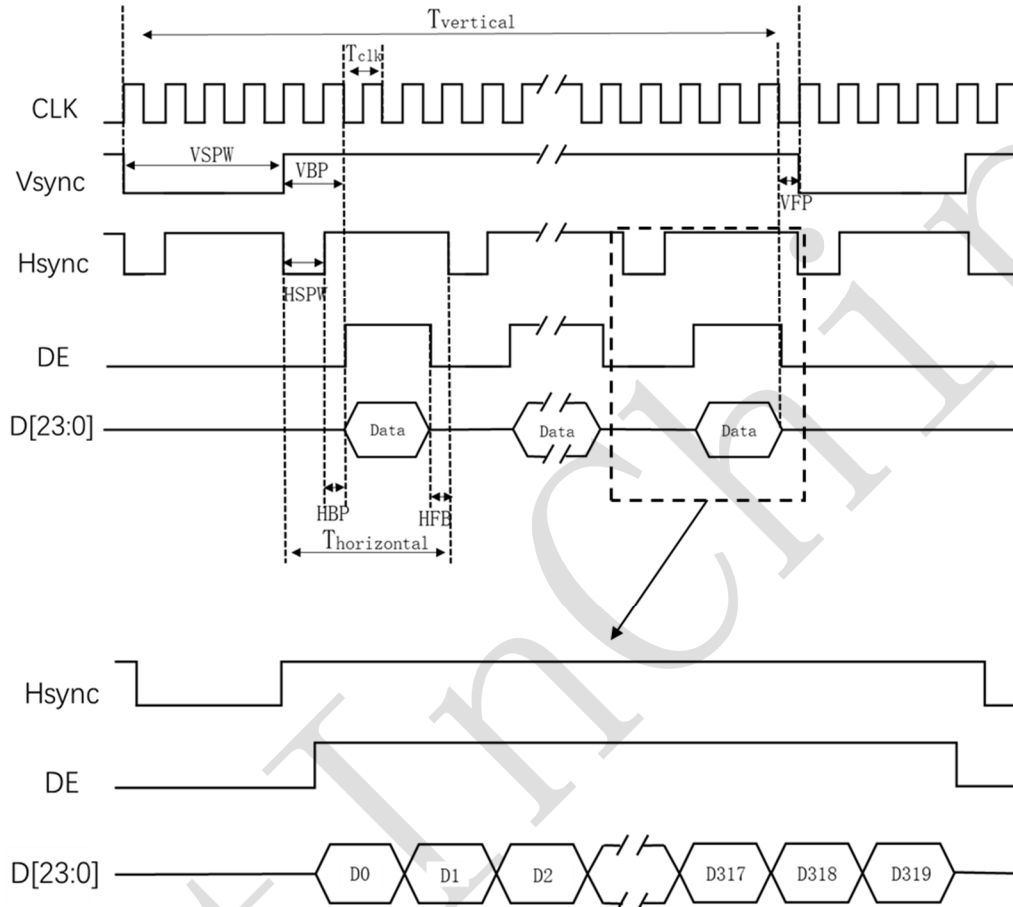 Tvertical
Tclk
CLK
VSPW
Vsync
VBP
VFP
Hsync
HSPW
DE
D[23:0]
Data
Data
Data
HBP
HFB
Thorizontal
Hsync
DE
D[23:0]
D0
D1
D2
D317
D318
D319
InChin